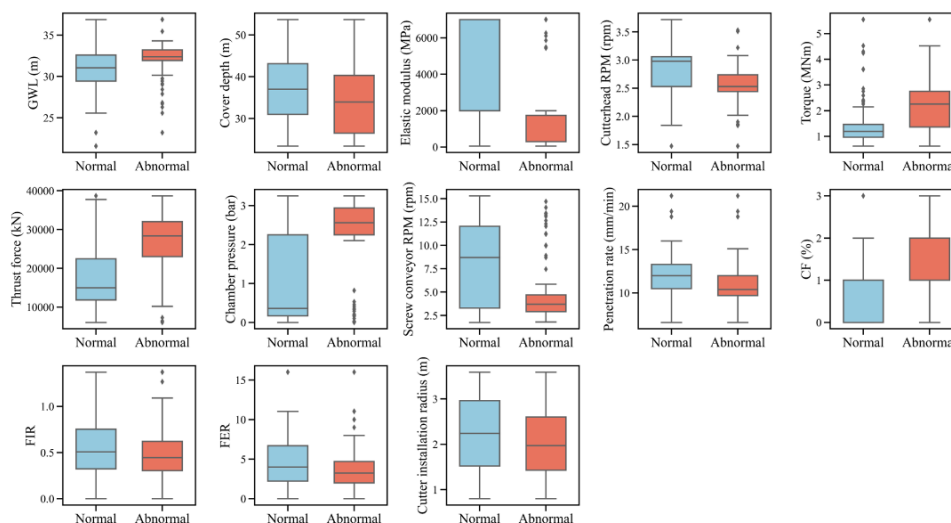 GWL (m)
35
30
25
Normal Abnormal
Cover depth (m)
50
40
30
Normal Abnormal
Elastic modulus (MPa)
6000
4000
2000
0
Normal Abnormal
Cutterhead RPM (rpm)
3.5
3.0
2.5
2.0
1.5
Normal Abnormal
Torque (MNm)
5
4
3
2
1
Normal Abnormal
Thrust force (kN)
40000
30000
20000
10000
Normal Abnormal
Chamber pressure (bar)
3
2
1
0
Normal Abnormal
Screw conveyor RPM (rpm)
15.0
12.5
10.0
7.5
5.0
2.5
Normal Abnormal
Penetration rate (mm/min)
20
15
10
Normal Abnormal
CF (%)
3
2
1
0
Normal Abnormal
FIR
1.0
0.5
0.0
Normal Abnormal
FER
15
10
5
0
Normal Abnormal
Cutter installation radius (m)
3
2
1
Normal Abnormal